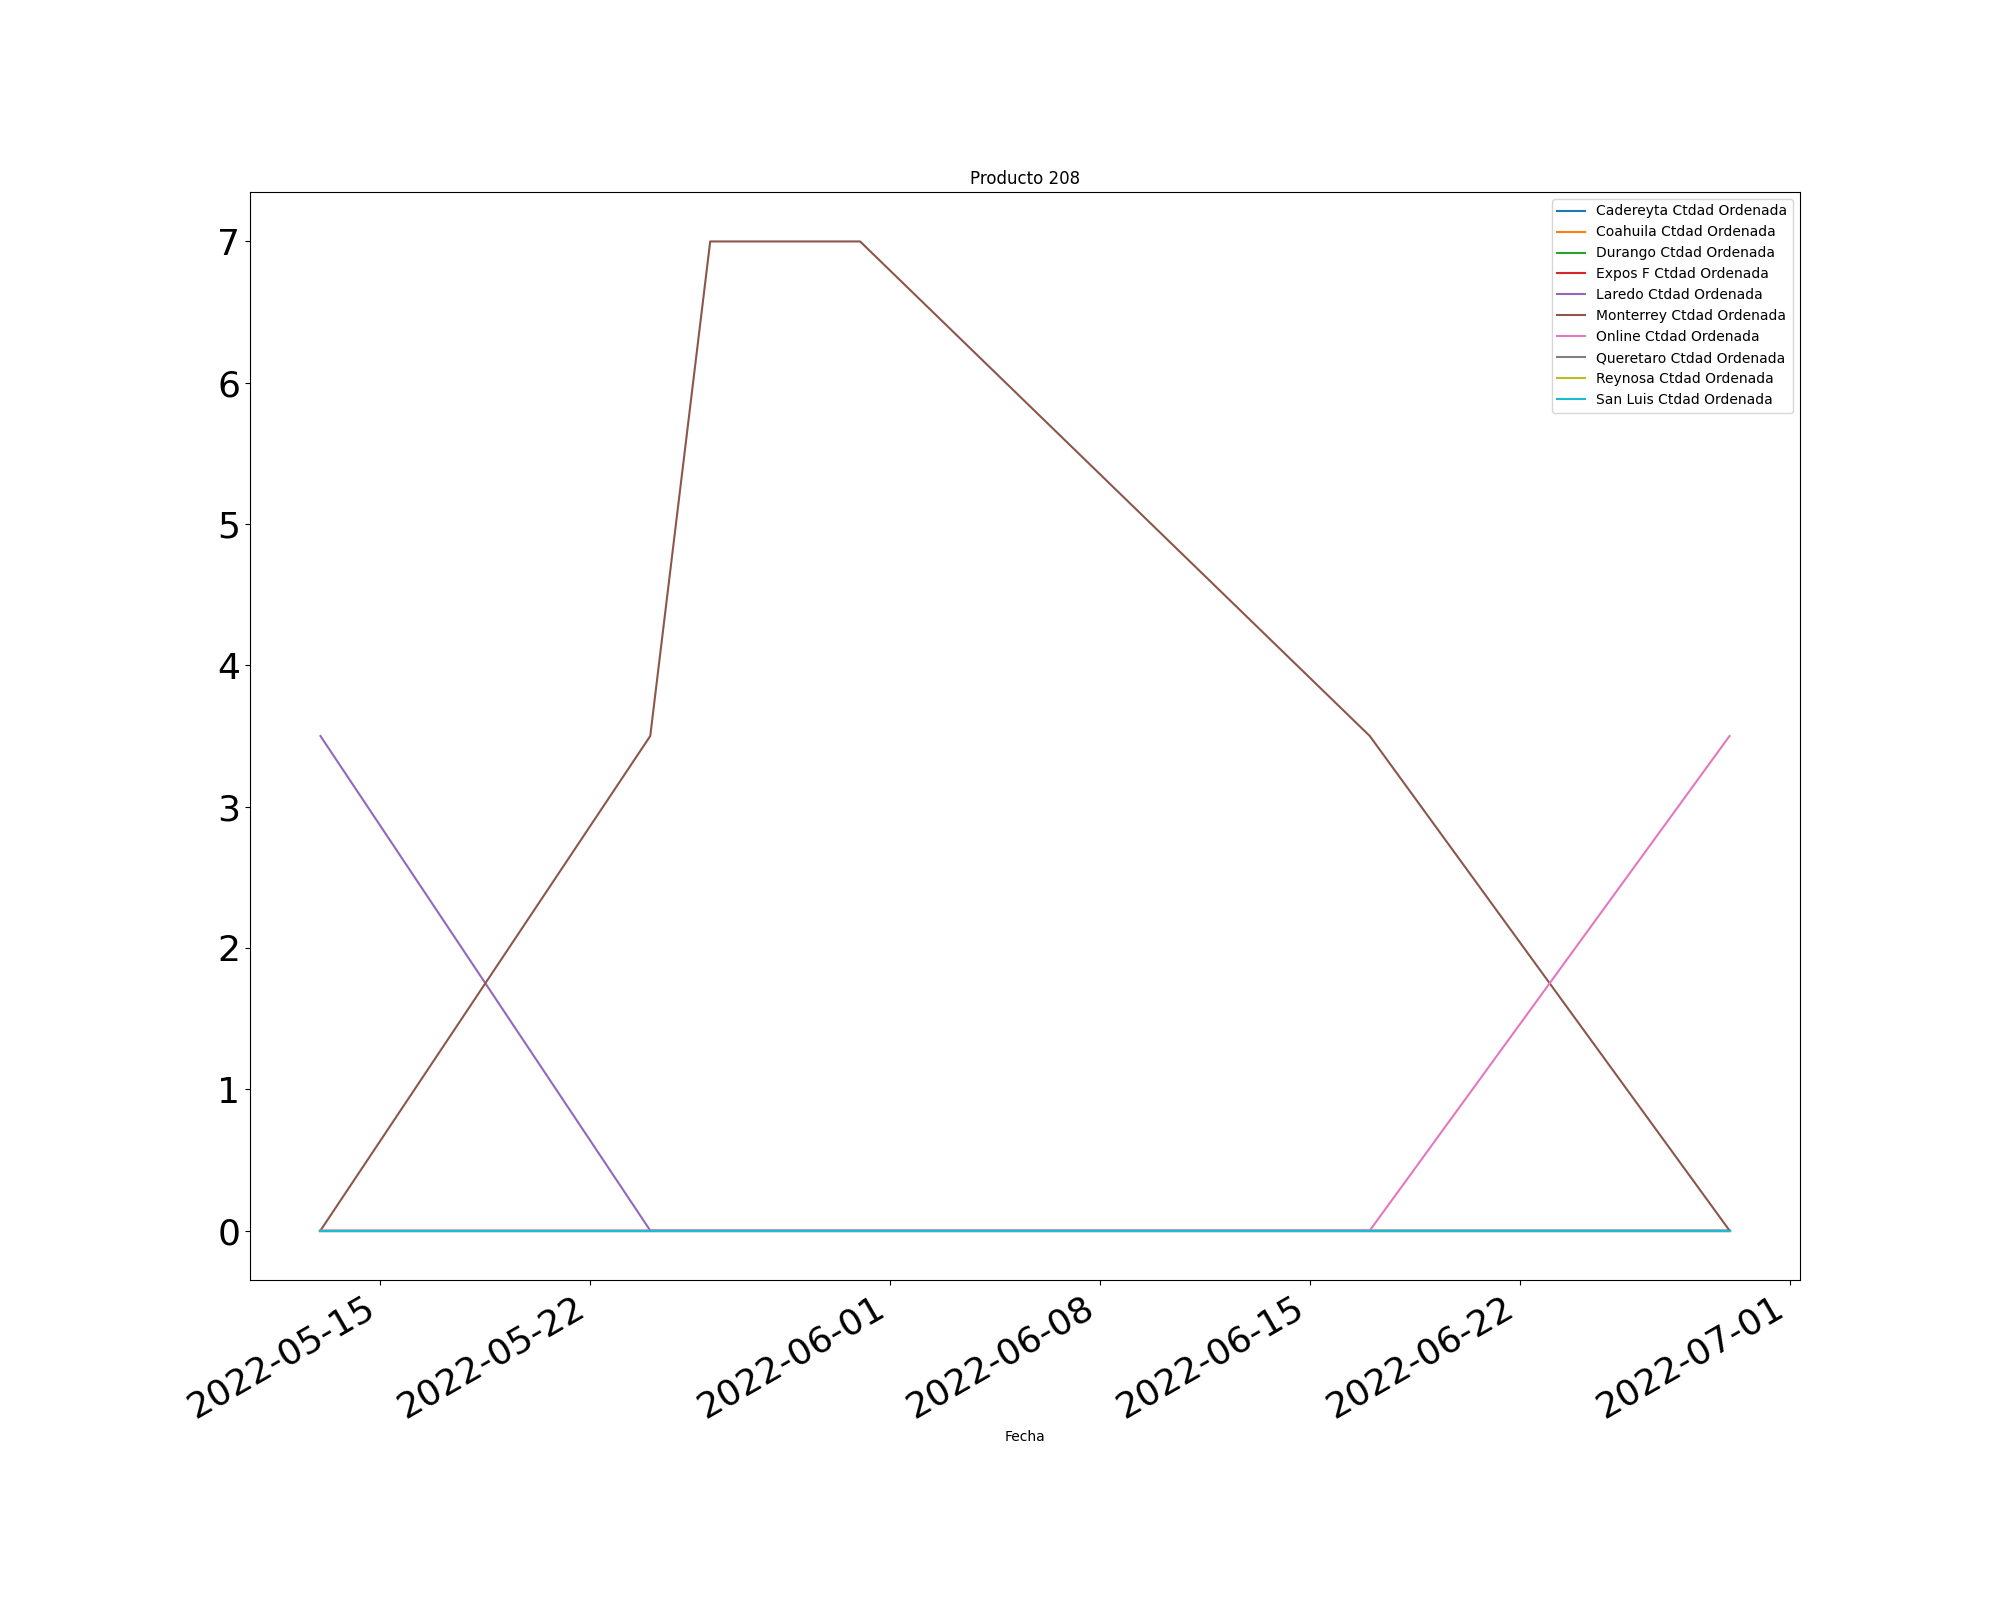 Producto 208
Cadereyta Ctdad Ordenada
Coahuila Ctdad Ordenada
Durango Ctdad Ordenada
Expos F Ctdad Ordenada
Laredo Ctdad Ordenada
Monterrey Ctdad Ordenada
Online Ctdad Ordenada
Queretaro Ctdad Ordenada
Reynosa Ctdad Ordenada
San Luis Ctdad Ordenada
7
6
5
4
3
2
1
0
2022-05-15
2022-05-22
2022-06-01
2022-06-08
2022-06-15
2022-06-22
2022-07-01
Fecha